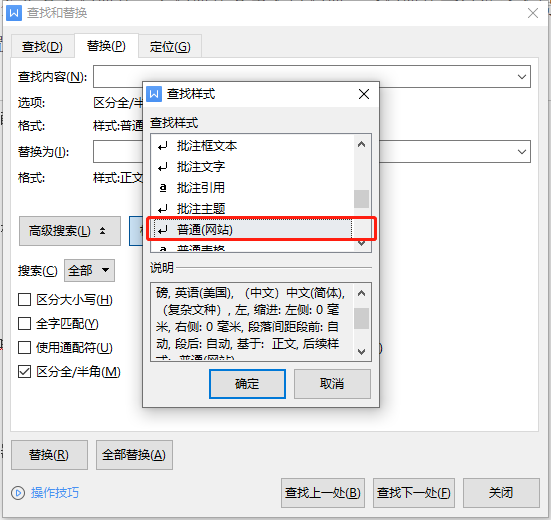 查找和替换
查找(D)
替换(P)
定位(G)
查找内容(N):
选项:
区分全/半
格式:
样式:普通
替换为(I):
格式:
样式:正文
高级搜索(L)
搜索(C)
全部
区分大小写(H)
全字匹配(Y)
使用通配符(U)
区分全/半角(M)
查找样式
查找样式
批注框文本
批注文字
a 批注引用
批注主题
普通(网站)
a 普通表格
说明
磅, 英语(美国), （中文）中文(简体),
（复杂文种）, 左, 缩进: 左侧: 0 毫
米, 右侧: 0 毫米, 段落间距段前: 自
动, 段后: 自动, 基于: 正文, 后续样
式: 普通(网站)
确定
取消
替换(R)
全部替换(A)
操作技巧
查找上一处(B)
查找下一处(F)
关闭